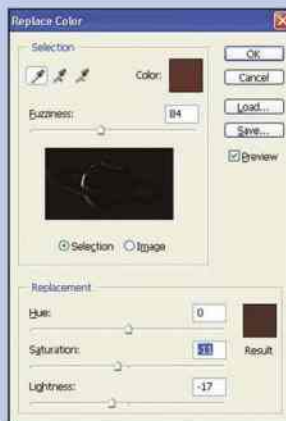 Replace Color
Selection
Color:
Fuzziness:
84
Selection
Image
OK
Cancel
Load...
Save...
Preview
Replacement
Hue:
0
Saturation:
-11
Result
Lightness:
-17